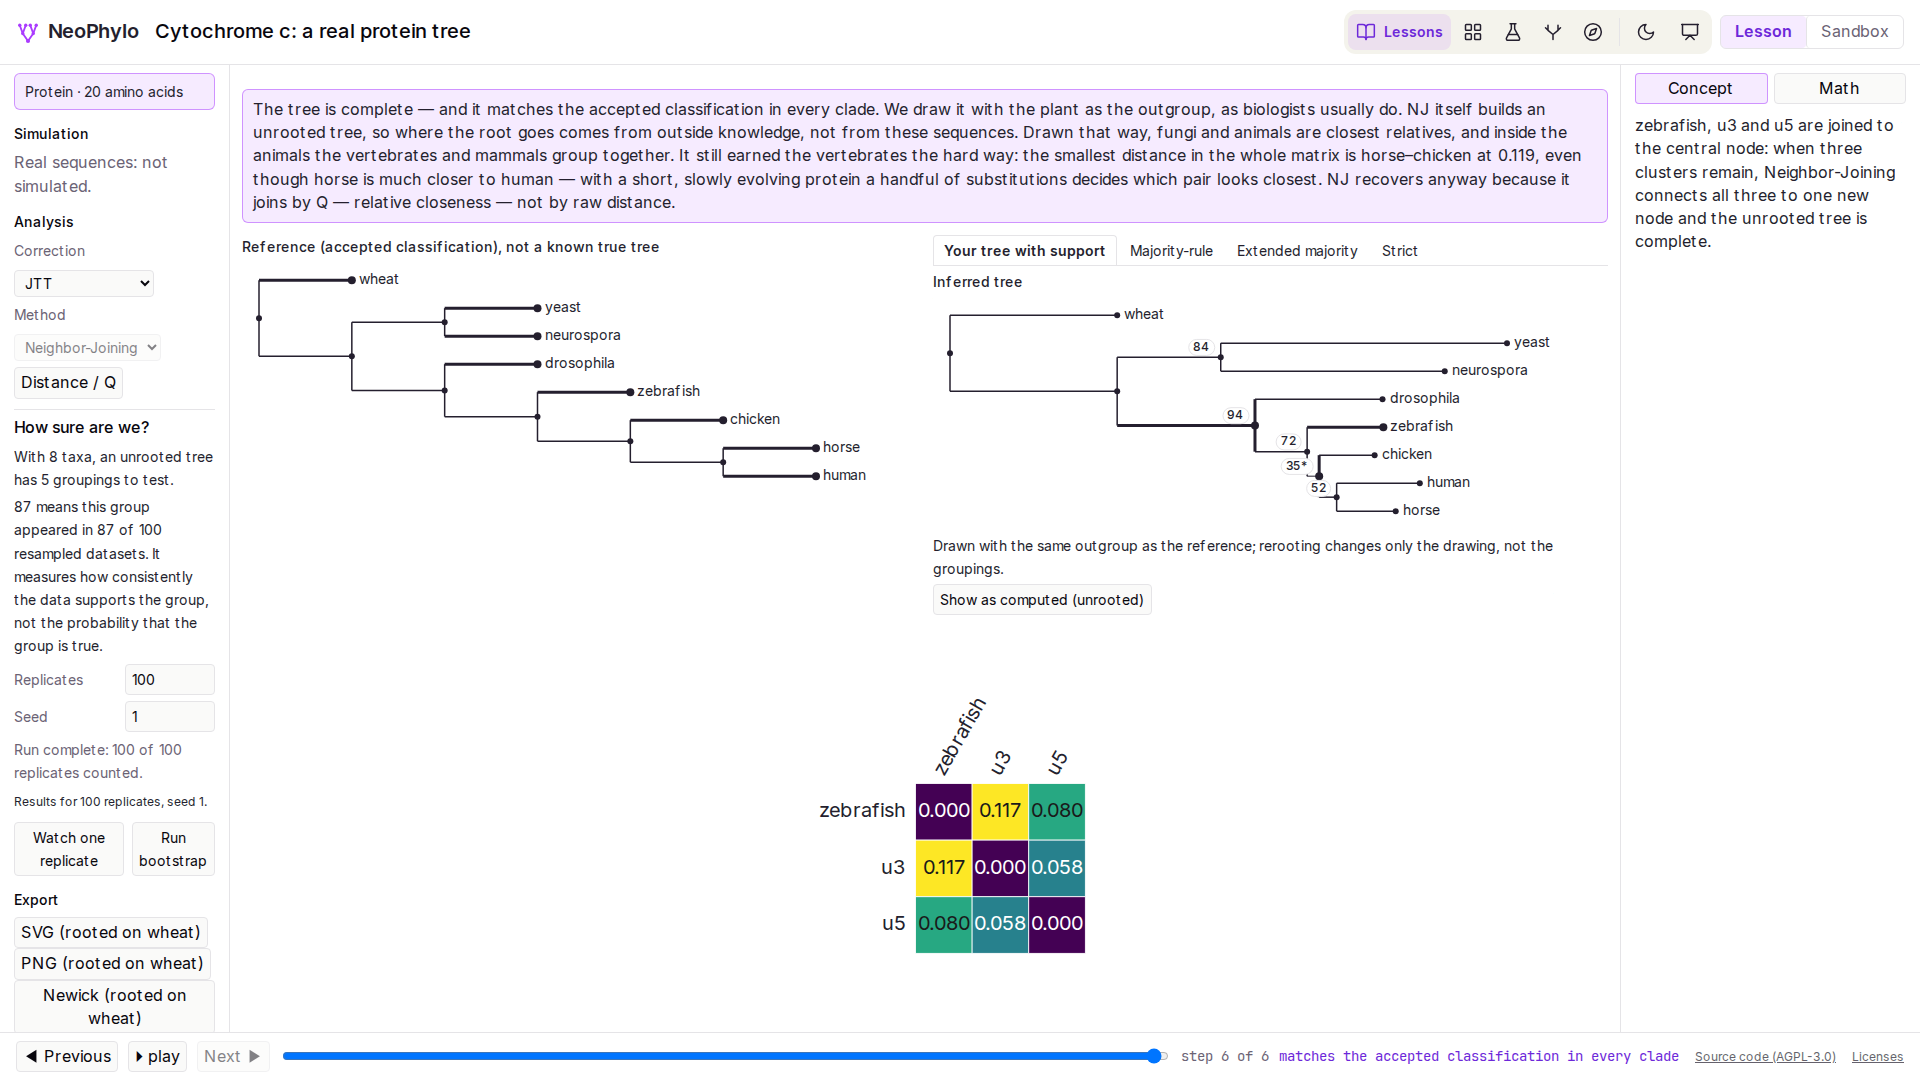 NeoPhylo
Cytochrome c: a real protein tree
Lessons
Lesson
Sandbox
Protein · 20 amino acids
Simulation
Real sequences: not
simulated.
Analysis
Correction
JTT
Method
Neighbor-Joining
Distance / Q
How sure are we?
With 8 taxa, an unrooted tree
has 5 groupings to test.
87 means this group
appeared in 87 of 100
resampled datasets. It
measures how consistently
the data supports the group,
not the probability that the
group is true.
Replicates
100
Seed
1
Run complete: 100 of 100
replicates counted.
Results for 100 replicates, seed 1.
Watch one
replicate
Run
bootstrap
Export
SVG (rooted on wheat)
PNG (rooted on wheat)
Newick (rooted on
wheat)
The tree is complete — and it matches the accepted classification in every clade. We draw it with the plant as the outgroup, as biologists usually do. NJ itself builds an
unrooted tree, so where the root goes comes from outside knowledge, not from these sequences. Drawn that way, fungi and animals are closest relatives, and inside the
animals the vertebrates and mammals group together. It still earned the vertebrates the hard way: the smallest distance in the whole matrix is horse–chicken at 0.119, even
though horse is much closer to human — with a short, slowly evolving protein a handful of substitutions decides which pair looks closest. NJ recovers anyway because it
joins by Q — relative closeness — not by raw distance.
Reference (accepted classification), not a known true tree
wheat
yeast
neurospora
drosophila
zebrafish
chicken
horse
human
Your tree with support
Majority-rule
Extended majority
Strict
Inferred tree
wheat
84
yeast
neurospora
94
drosophila
72
zebrafish
35*
chicken
52
human
horse
Drawn with the same outgroup as the reference; rerooting changes only the drawing, not the
groupings.
Show as computed (unrooted)
zebrafish
u3
u5
zebrafish 0.000 0.117 0.080
u3 0.117 0.000 0.058
u5 0.080 0.058 0.000
Concept
Math
zebrafish, u3 and u5 are joined to
the central node: when three
clusters remain, Neighbor-Joining
connects all three to one new
node and the unrooted tree is
complete.
Previous
play
Next
step 6 of 6
matches the accepted classification in every clade
Source code (AGPL-3.0)
Licenses